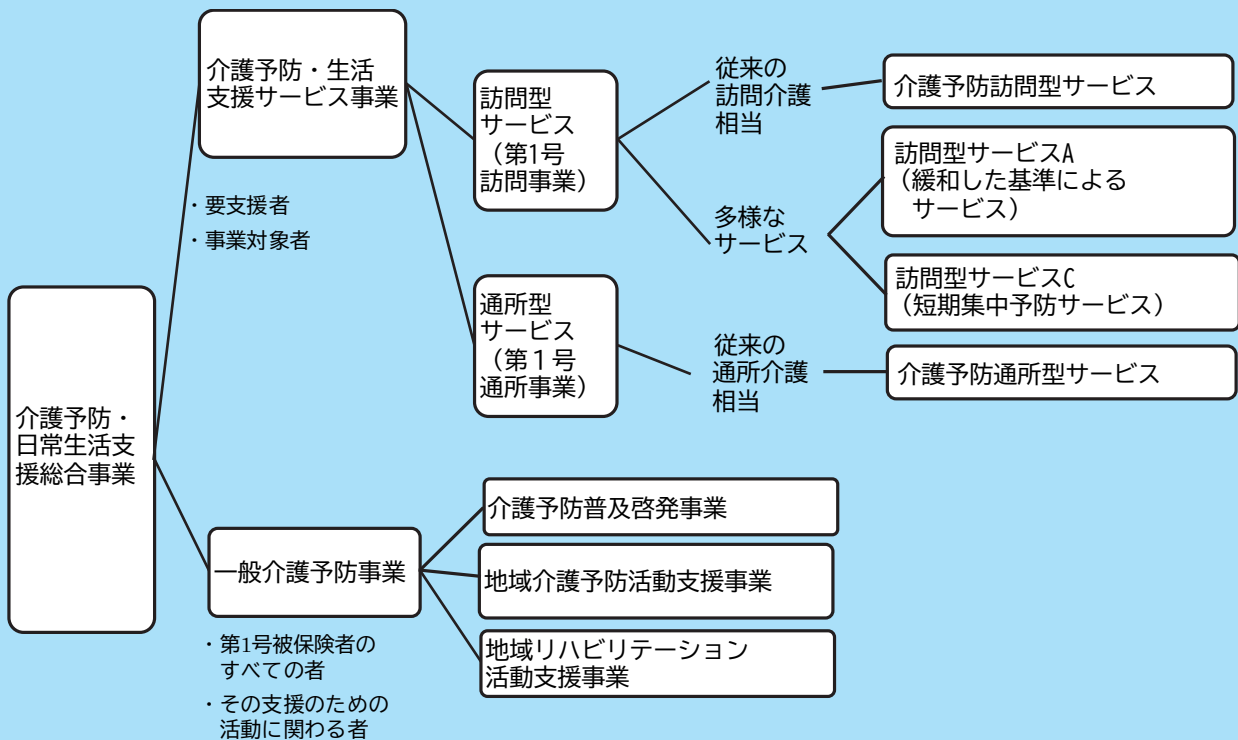 介護予防・生活
支援サービス事業
・要支援者
・事業対象者
訪問型
サービス
（第1号
訪問事業）
従来の
訪問介護
相当
介護予防訪問型サービス
多様な
サービス
訪問型サービスA
（緩和した基準による
サービス）
訪問型サービスC
（短期集中予防サービス）
通所型
サービス
（第１号
通所事業）
従来の
通所介護
相当
介護予防通所型サービス
介護予防・
日常生活支
援総合事業
一般介護予防事業
・第1号被保険者の
すべての者
・その支援のための
活動に関わる者
介護予防普及啓発事業
地域介護予防活動支援事業
地域リハビリテーション
活動支援事業